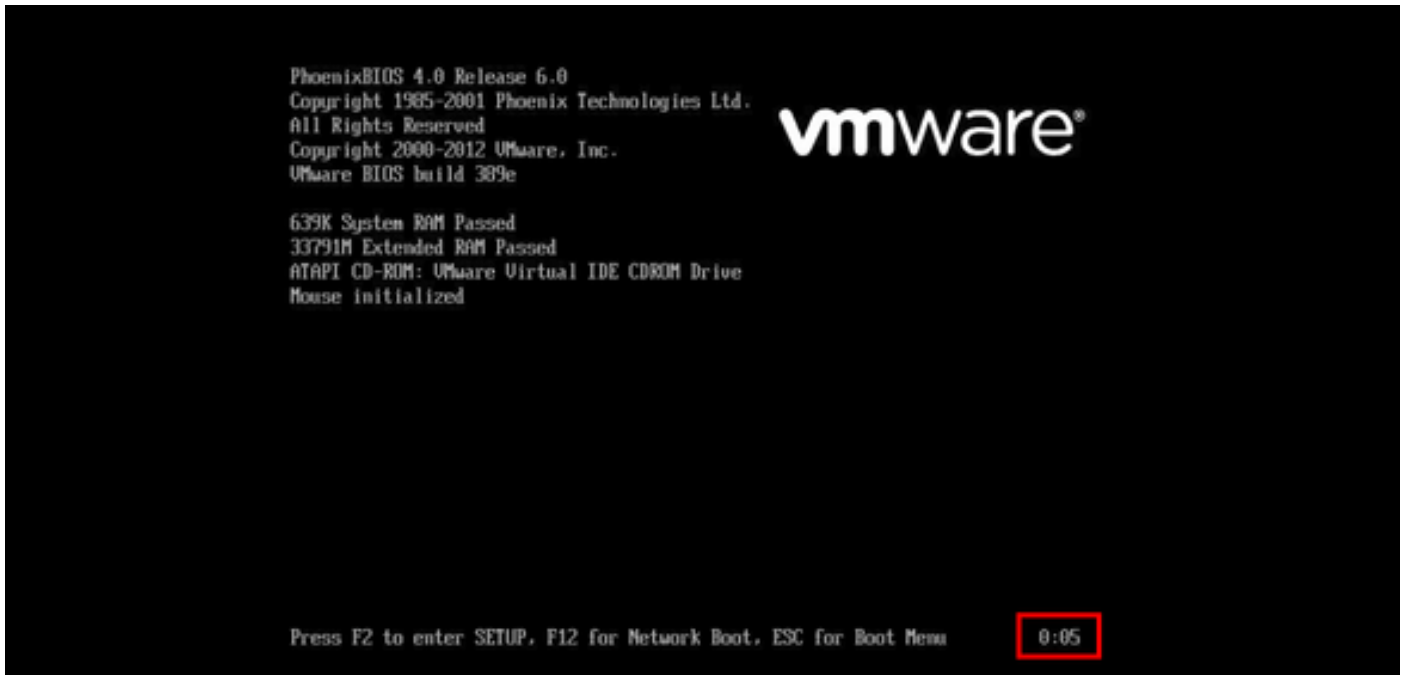 PhoenixBIOS 4.0 Release 6.0
Copyright 1985-2001 Phoenix Technologies Ltd.
All Rights Reserved
Copyright 2000-2012 VMware, Inc.
VMware BIOS build 389e
vmware®
639K System RAM Passed
33791M Extended RAM Passed
ATAPI CD-ROM: VMware Virtual IDE CDROM Drive
Mouse initialized
Press F2 to enter SETUP, F12 for Network Boot, ESC for Boot Menu 0:05